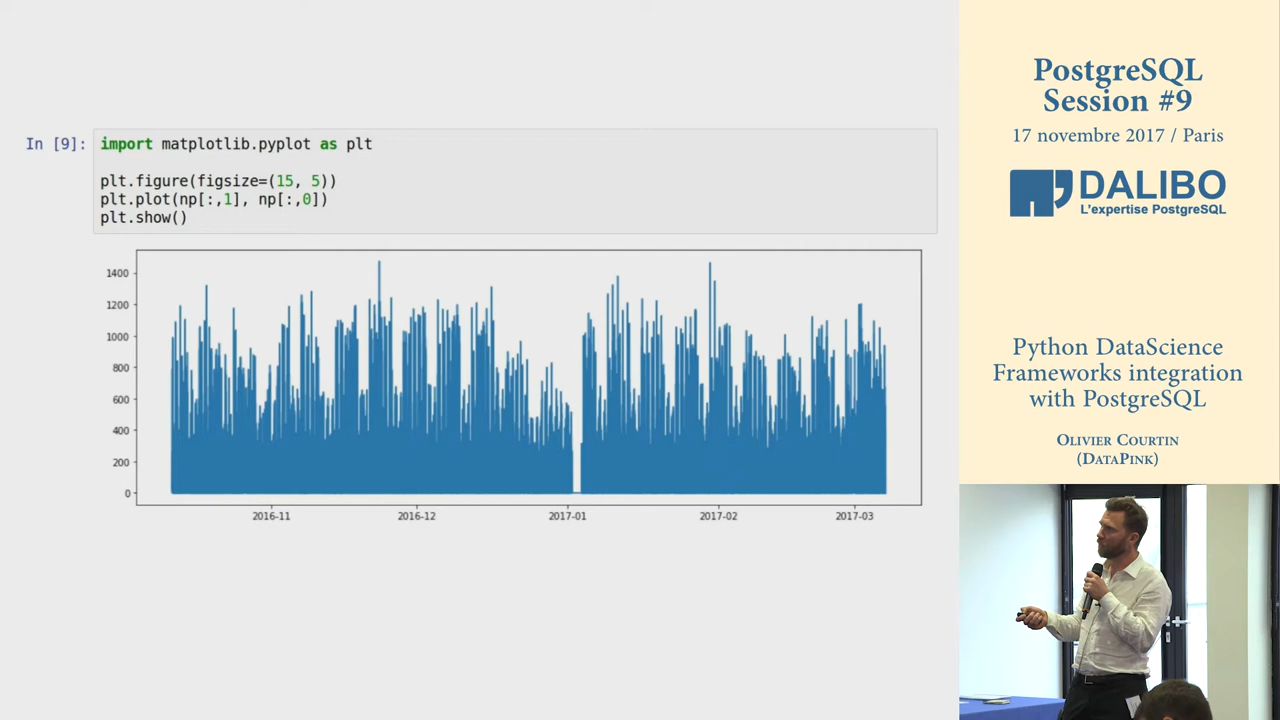 In [9]:
import matplotlib.pyplot as plt
plt.figure(figsize=(15, 5))
plt.plot(np[:,1], np[:,0])
plt.show()
1400
1200
1000
800
600
400
200
0
2016-11 2016-12 2017-01 2017-02 2017-03
PostgreSQL
Session #9
17 novembre 2017 / Paris
DALIBO
L'expertise PostgreSQL
Python DataScience
Frameworks integration
with PostgreSQL
Olivier Courtin
(DataPink)